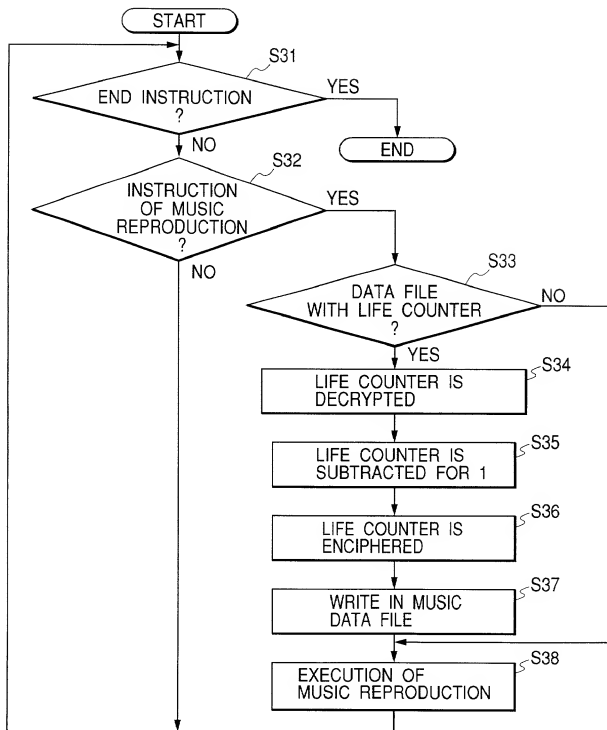 START
S31
END INSTRUCTION
?
YES
NO
END
S32
INSTRUCTION
OF MUSIC
REPRODUCTION
?
YES
NO
S33
DATA FILE
WITH LIFE COUNTER
?
NO
YES
S34
LIFE COUNTER IS
DECRYPTED
S35
LIFE COUNTER IS
SUBTRACTED FOR 1
S36
LIFE COUNTER IS
ENCIPHERED
S37
WRITE IN MUSIC
DATA FILE
S38
EXECUTION OF
MUSIC REPRODUCTION